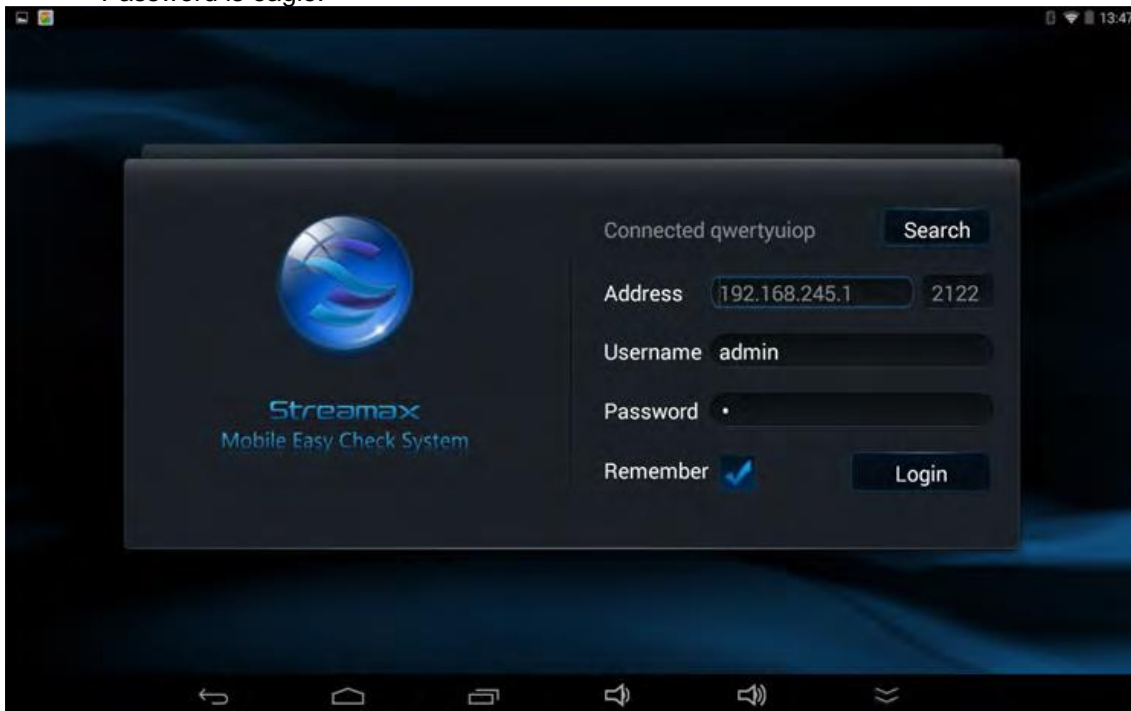 Password is
13:47
Connected qwertyuiop Search
Address 192.168.245.1 2122
Username admin
Password •
Remember Login
Streamax
Mobile Easy Check System